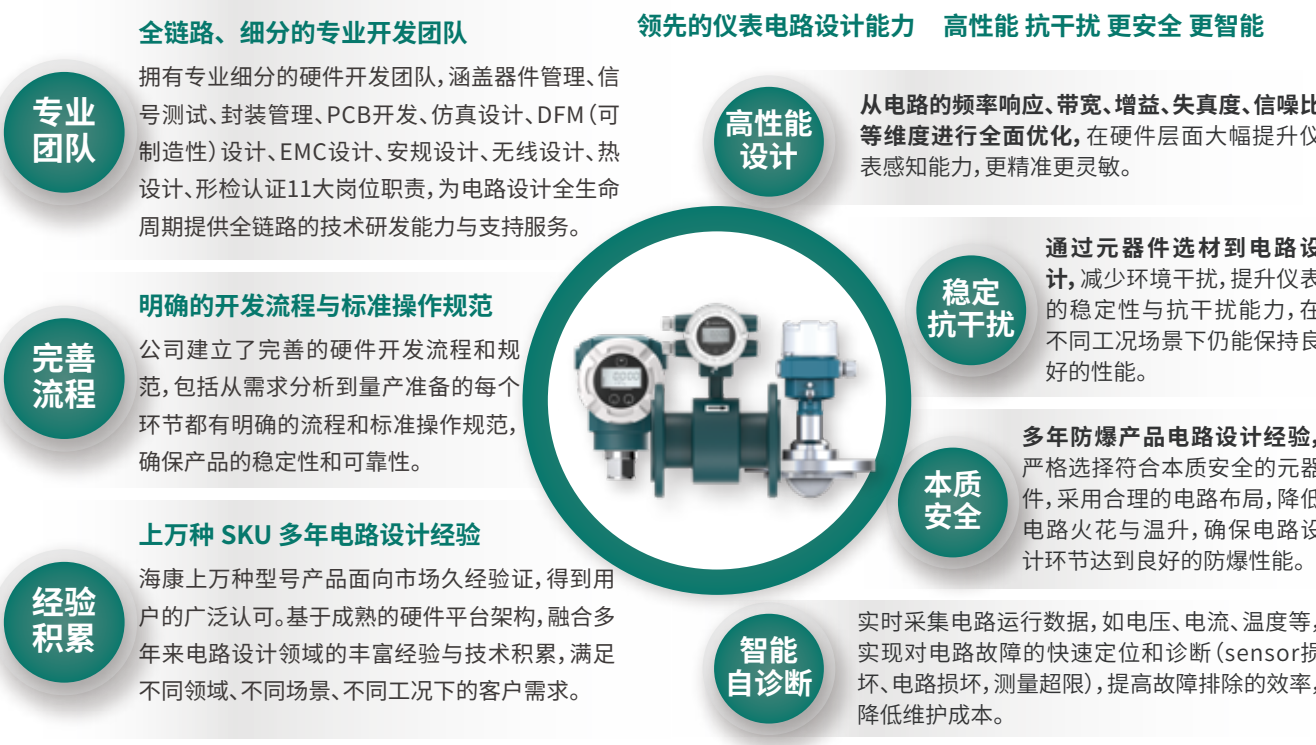 全链路、细分的专业开发团队
专业
团队
拥有专业细分的硬件开发团队，涵盖器件管理、信
号测试、封装管理、PCB开发、仿真设计、DFM（可
制造性）设计、EMC设计、安规设计、无线设计、热
设计、形检认证11大岗位职责，为电路设计全生命
周期提供全链路的技术研发能力与支持服务。
明确的开发流程与标准操作规范
完善
流程
公司建立了完善的硬件开发流程和规
范，包括从需求分析到量产准备的每个
环节都有明确的流程和标准操作规范，
确保产品的稳定性和可靠性。
上万种 SKU 多年电路设计经验
经验
积累
海康上万种型号产品面向市场久经验证，得到用
户的广泛认可。基于成熟的硬件平台架构，融合多
年来电路设计领域的丰富经验与技术积累，满足
不同领域、不同场景、不同工况下的客户需求。
领先的仪表电路设计能力 高性能 抗干扰 更安全 更智能
高性能
设计
从电路的频率响应、带宽、增益、失真度、信噪比
等维度进行全面优化，在硬件层面大幅提升仪
表感知能力，更精准更灵敏。
稳定
抗干扰
通过元器件选材到电路设
计，减少环境干扰，提升仪表
的稳定性与抗干扰能力，在
不同工况场景下仍能保持良
好的性能。
本质
安全
多年防爆产品电路设计经验，
严格选择符合本质安全的元器
件，采用合理的电路布局，降低
电路火花与温升，确保电路设
计环节达到良好的防爆性能。
智能
自诊断
实时采集电路运行数据，如电压、电流、温度等，
实现对电路故障的快速定位和诊断（sensor损
坏、电路损坏，测量超限），提高故障排除的效率，
降低维护成本。